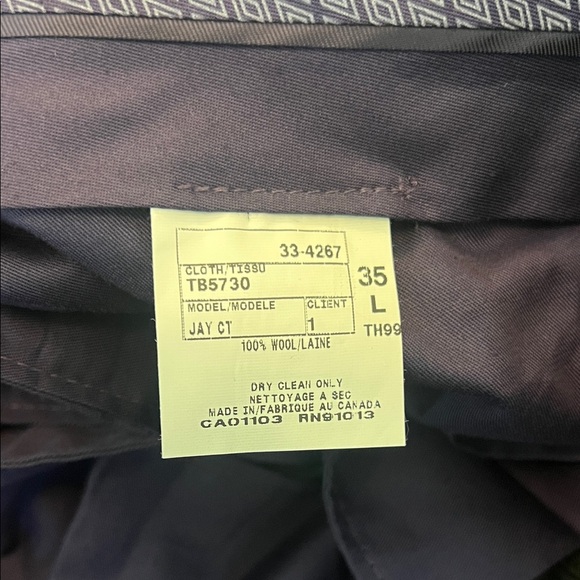 33-4267
CLOTH/TISSU
TB5730
35
MODEL/MODELE CLIENT L
JAY CT 1 TH99
100% WOOL/LAINE
DRY CLEAN ONLY
NETTOYAGE A SEC
MADE IN/FABRIQUE AU CANADA
CA01103 RN91013